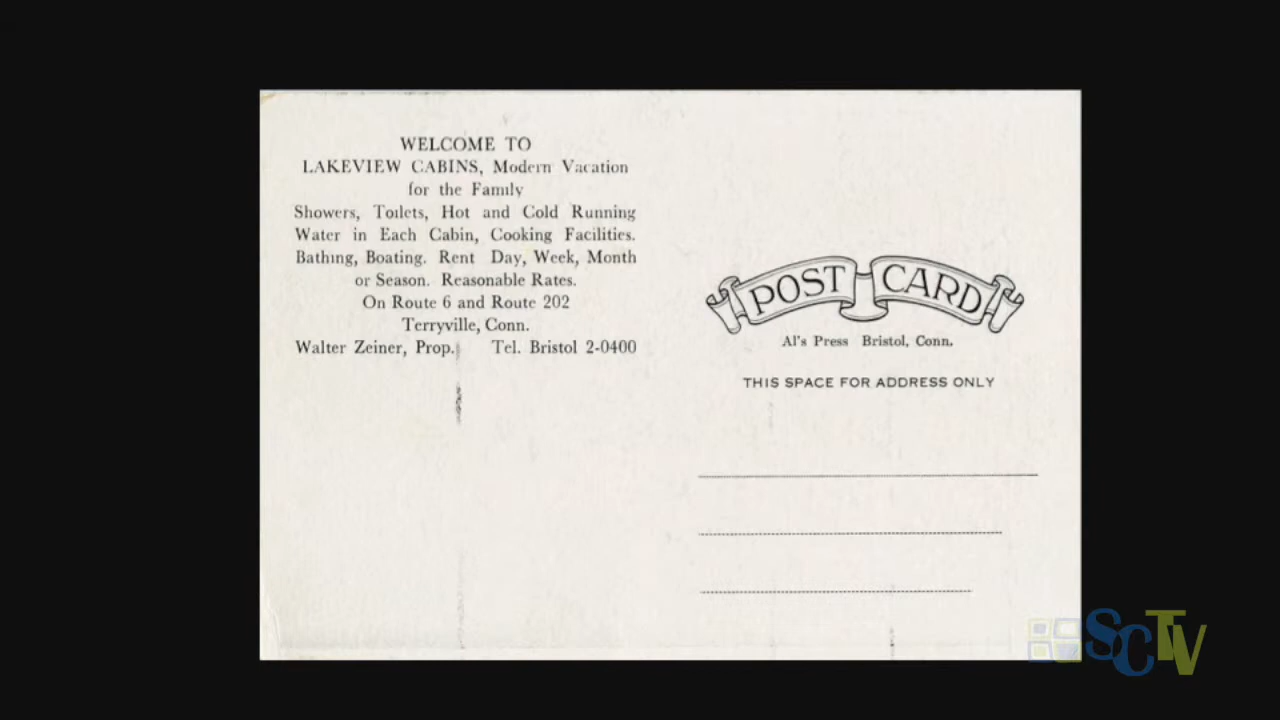 WELCOME TO
LAKEVIEW CABINS, Modern Vacation
for the Family
Showers, Toilets, Hot and Cold Running
Water in Each Cabin, Cooking Facilities.
Bathing, Boating. Rent Day, Week, Month
or Season. Reasonable Rates.
On Route 6 and Route 202
Terryville, Conn.
Walter Zeiner, Prop. Tel. Bristol 2-0400
POST CARD
Al's Press Bristol, Conn.
THIS SPACE FOR ADDRESS ONLY
SCTV